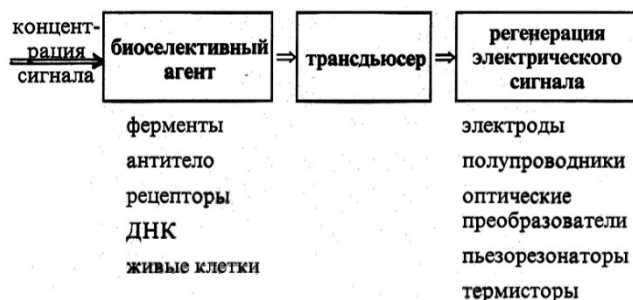 концент-
рация
сигнала
биоселективный
агент
⇒
трансдьюсер
⇒
регенерация
электрического
сигнала
ферменты
антитело
рецепторы
ДНК
живые клетки
электроды
полупроводники
оптические
преобразователи
пьезорезонаторы
термисторы